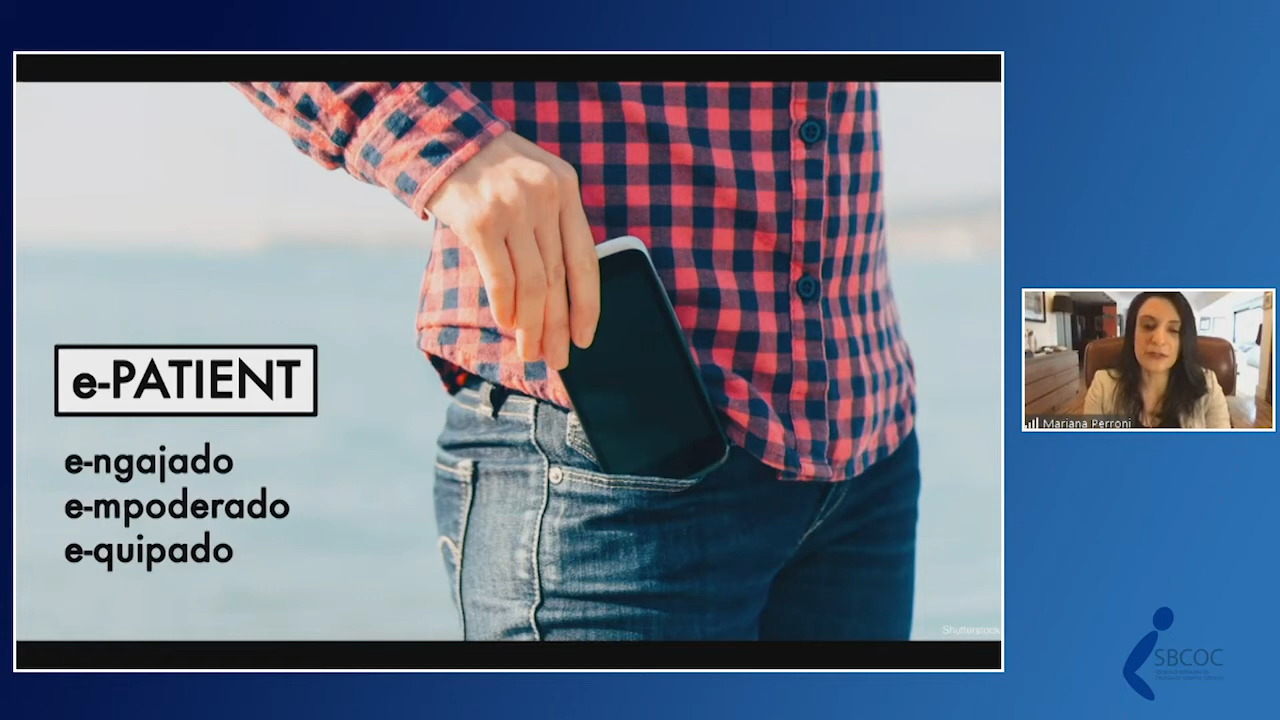 e-PATIENT
e-ngajado
e-mpoderado
e-quipado
Shutterstock
Mariana Perroni
SBCOC